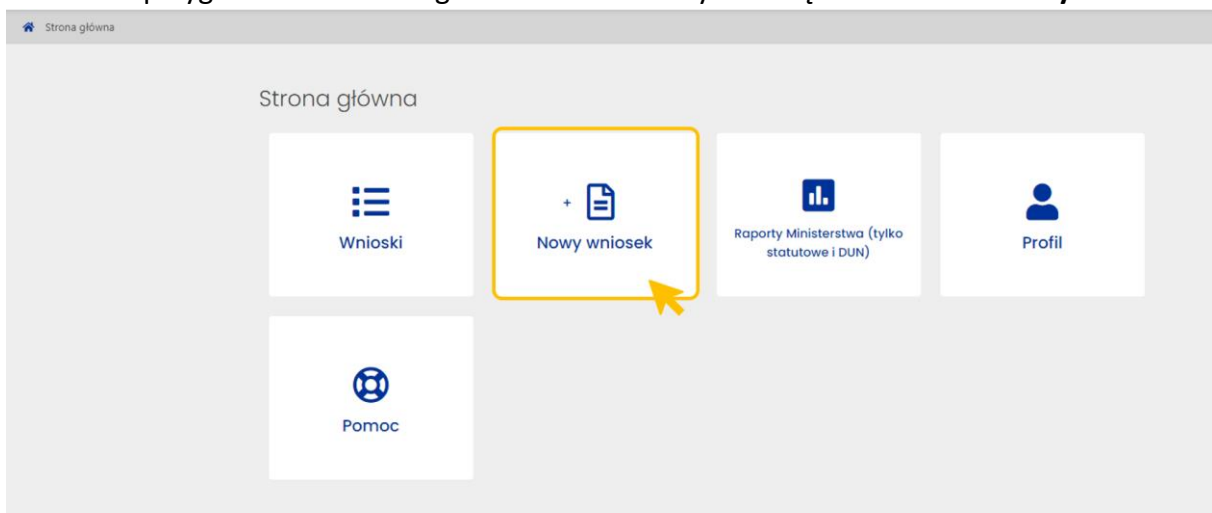 Strona główna
Strona główna
Wnioski
+
Nowy wniosek
Raporty Ministerstwa (tylko
statutowe i DUN)
Profil
Pomoc